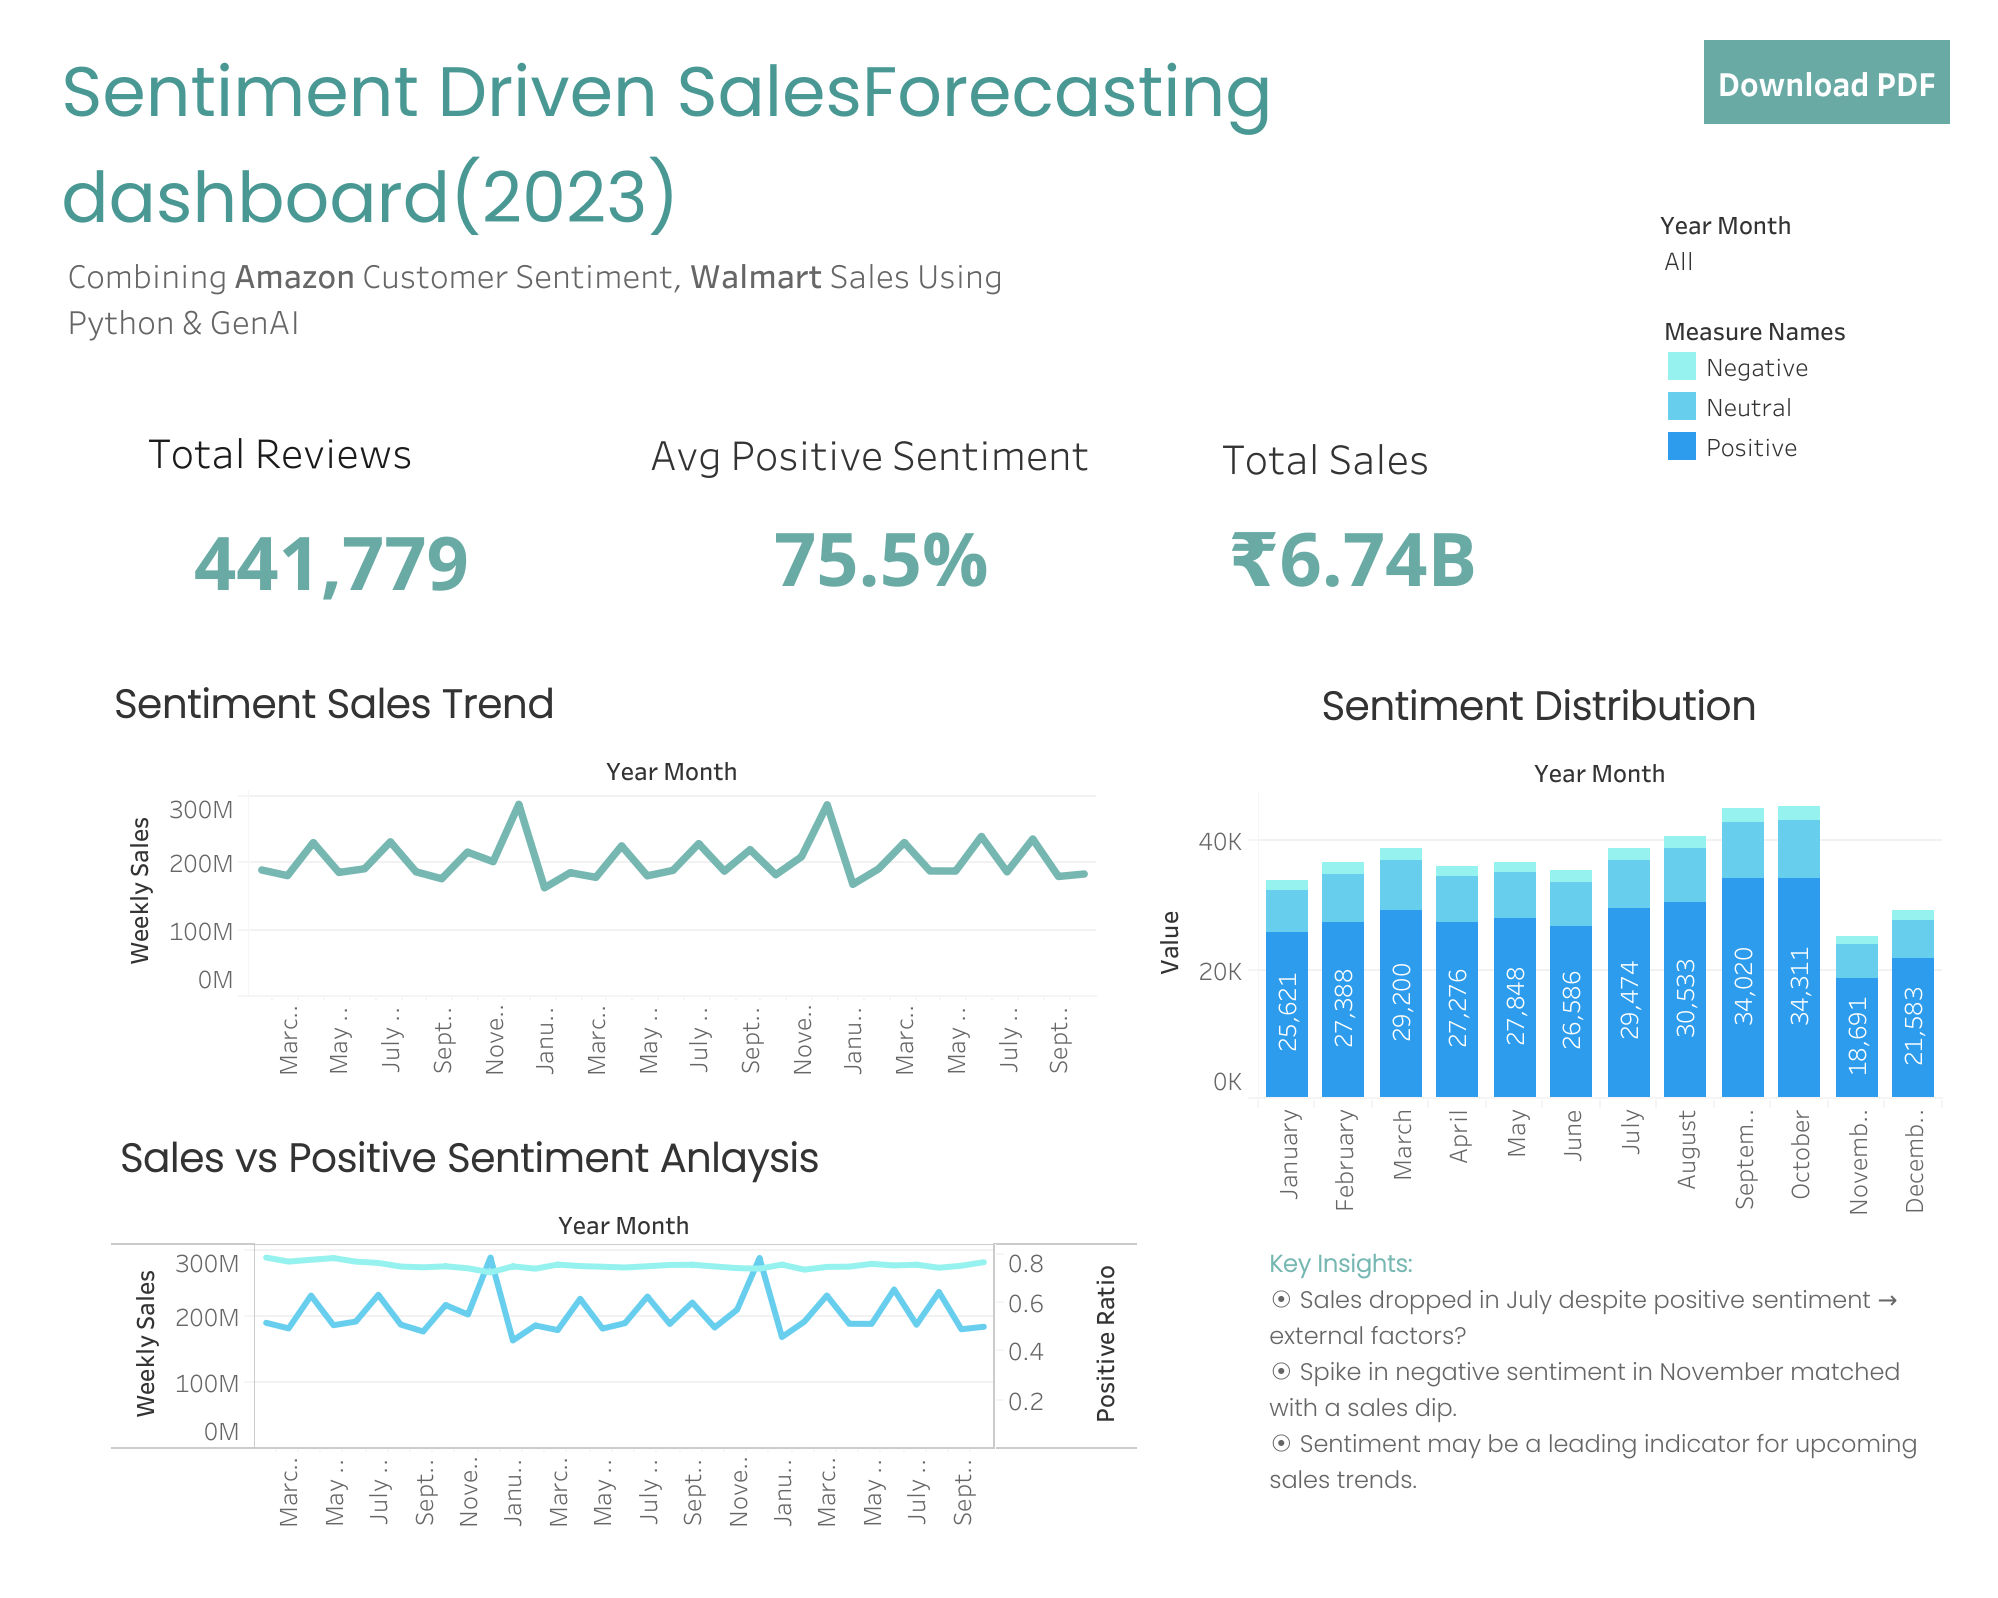 Sentiment Driven SalesForecasting
dashboard(2023)
Combining Amazon Customer Sentiment, Walmart Sales Using
Python & GenAI
Download PDF
Year Month
All
Measure Names
Negative
Neutral
Positive
Total Reviews
441,779
Avg Positive Sentiment
75.5%
Total Sales
₹6.74B
Sentiment Sales Trend
Year Month
Weekly Sales
300M
200M
100M
0M
Marc..
May ..
July ..
Sept..
Nove..
Janu..
Marc..
May ..
July ..
Sept..
Nove..
Janu..
Marc..
May ..
July ..
Sept..
Sentiment Distribution
Year Month
Value
40K
20K
0K
25,621
27,388
29,200
27,276
27,848
26,586
29,474
30,533
34,020
34,311
18,691
21,583
January
February
March
April
May
June
July
August
Septem..
October
Novemb..
Decemb..
Sales vs Positive Sentiment Anlaysis
Year Month
Weekly Sales
300M
200M
100M
0M
0.8
0.6
0.4
0.2
Positive Ratio
Marc..
May ..
July ..
Sept..
Nove..
Janu..
Marc..
May ..
July ..
Sept..
Nove..
Janu..
Marc..
May ..
July ..
Sept..
Key Insights:
⦿ Sales dropped in July despite positive sentiment →
external factors?
⦿ Spike in negative sentiment in November matched
with a sales dip.
⦿ Sentiment may be a leading indicator for upcoming
sales trends.